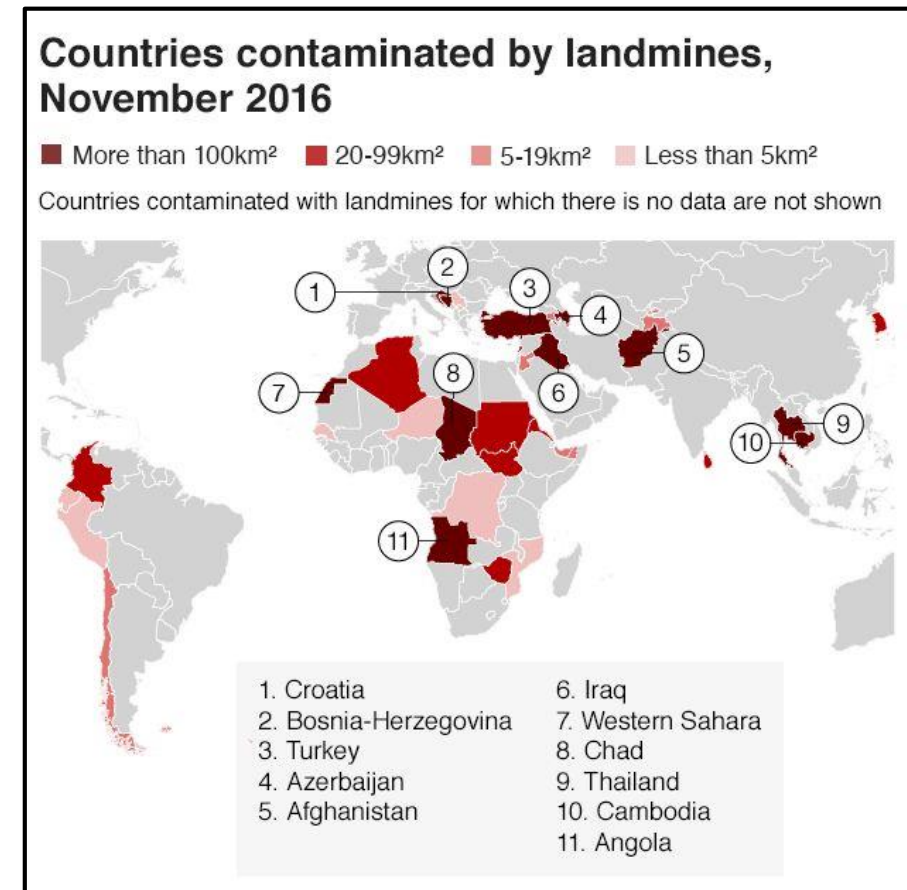 Countries contaminated by landmines,
November 2016
More than 100km² 20-99km² 5-19km² Less than 5km²
Countries contaminated with landmines for which there is no data are not shown
1
2
3
4
5
6
7
8
9
10
11
1. Croatia
2. Bosnia-Herzegovina
3. Turkey
4. Azerbaijan
5. Afghanistan
6. Iraq
7. Western Sahara
8. Chad
9. Thailand
10. Cambodia
11. Angola